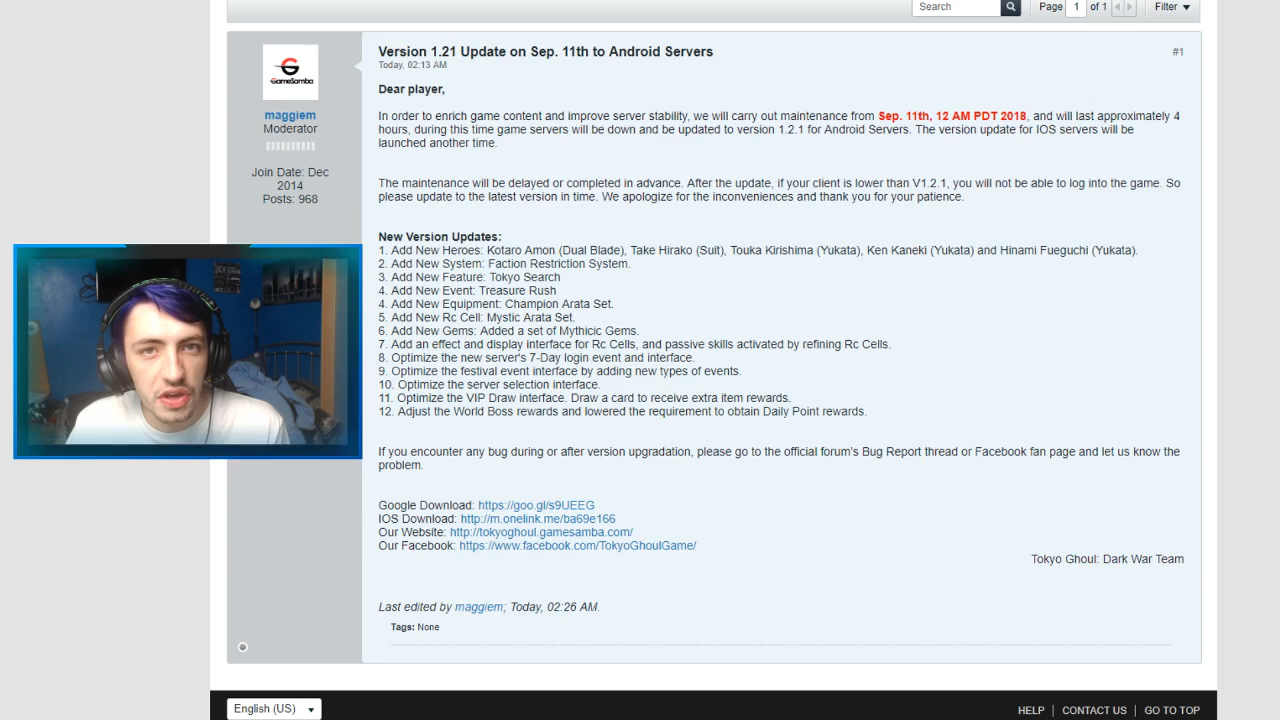 Search
Page 1 of 1
Filter
Version 1.21 Update on Sep. 11th to Android Servers
#1
Today, 02:13 AM
GameSamba
maggiem
Moderator
Join Date: Dec
2014
Posts: 968
Dear player,
In order to enrich game content and improve server stability, we will carry out maintenance from Sep. 11th, 12 AM PDT 2018, and will last approximately 4
hours, during this time game servers will be down and be updated to version 1.2.1 for Android Servers. The version update for IOS servers will be
launched another time.
The maintenance will be delayed or completed in advance. After the update, if your client is lower than V1.2.1, you will not be able to log into the game. So
please update to the latest version in time. We apologize for the inconveniences and thank you for your patience.
New Version Updates:
1. Add New Heroes: Kotaro Amon (Dual Blade), Take Hirako (Suit), Touka Kirishima (Yukata), Ken Kaneki (Yukata) and Hinami Fueguchi (Yukata).
2. Add New System: Faction Restriction System.
3. Add New Feature: Tokyo Search
4. Add New Event: Treasure Rush
4. Add New Equipment: Champion Arata Set.
5. Add New Rc Cell: Mystic Arata Set.
6. Add New Gems: Added a set of Mythicic Gems.
7. Add an effect and display interface for Rc Cells, and passive skills activated by refining Rc Cells.
8. Optimize the new server's 7-Day login event and interface.
9. Optimize the festival event interface by adding new types of events.
10. Optimize the server selection interface.
11. Optimize the VIP Draw interface. Draw a card to receive extra item rewards.
12. Adjust the World Boss rewards and lowered the requirement to obtain Daily Point rewards.
If you encounter any bug during or after version upgradation, please go to the official forum's Bug Report thread or Facebook fan page and let us know the
problem.
Google Download: https://goo.gl/s9UEEG
IOS Download: http://m.onelink.me/ba69e166
Our Website: http://tokyoghoul.gamesamba.com/
Our Facebook: https://www.facebook.com/TokyoGhoulGame/
Tokyo Ghoul: Dark War Team
Last edited by maggiem; Today, 02:26 AM.
Tags: None
English (US)
HELP | CONTACT US | GO TO TOP